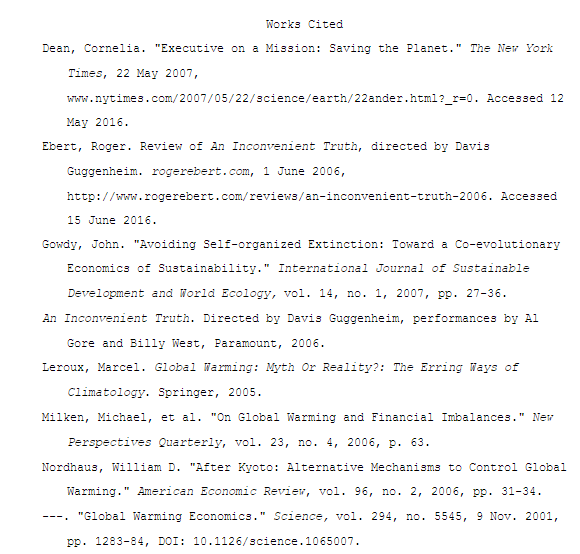 Works Cited
Dean, Cornelia. "Executive on a Mission: Saving the Planet." The New York
Times, 22 May 2007,
www.nytimes.com/2007/05/22/science/earth/22ander.html?_r=0. Accessed 12
May 2016.
Ebert, Roger. Review of An Inconvenient Truth, directed by Davis
Guggenheim. rogerebert.com, 1 June 2006,
http://www.rogerebert.com/reviews/an-inconvenient-truth-2006. Accessed
15 June 2016.
Gowdy, John. "Avoiding Self-organized Extinction: Toward a Co-evolutionary
Economics of Sustainability." International Journal of Sustainable
Development and World Ecology, vol. 14, no. 1, 2007, pp. 27-36.
An Inconvenient Truth. Directed by Davis Guggenheim, performances by Al
Gore and Billy West, Paramount, 2006.
Leroux, Marcel. Global Warming: Myth Or Reality?: The Erring Ways of
Climatology. Springer, 2005.
Milken, Michael, et al. "On Global Warming and Financial Imbalances." New
Perspectives Quarterly, vol. 23, no. 4, 2006, p. 63.
Nordhaus, William D. "After Kyoto: Alternative Mechanisms to Control Global
Warming." American Economic Review, vol. 96, no. 2, 2006, pp. 31-34.
---. "Global Warming Economics." Science, vol. 294, no. 5545, 9 Nov. 2001,
pp. 1283-84, DOI: 10.1126/science.1065007.